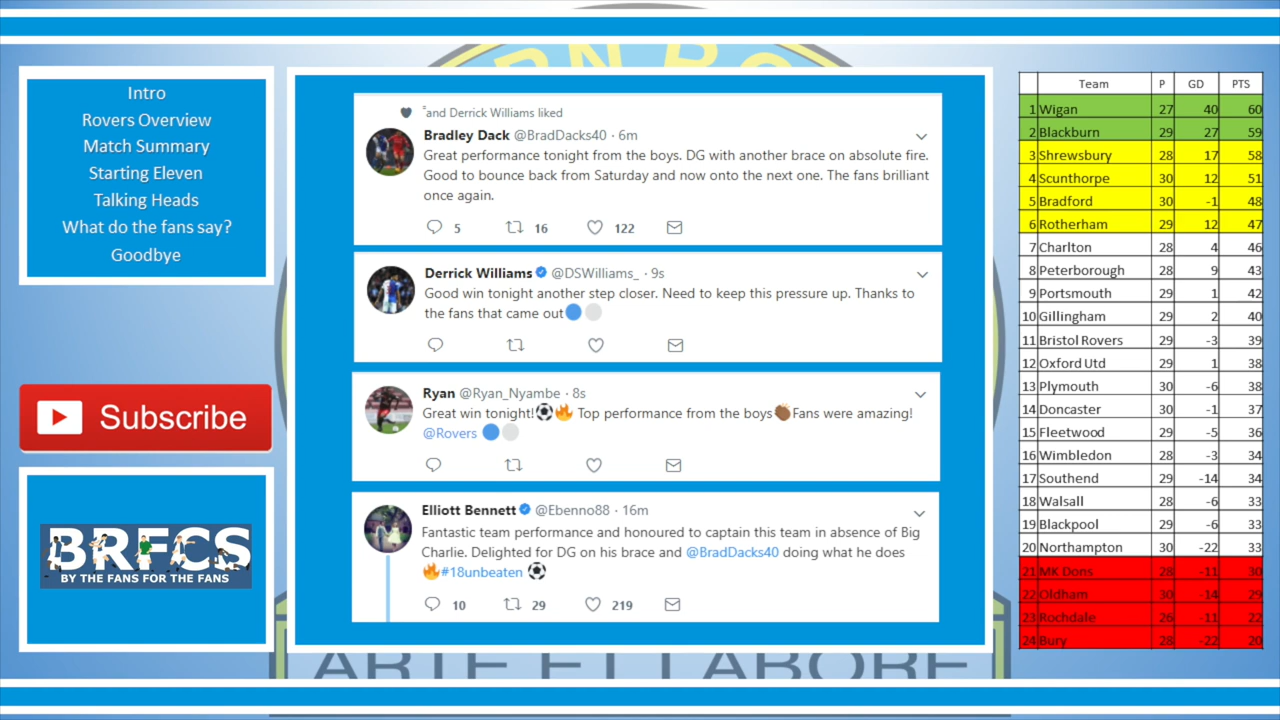 RN RO
Intro
Rovers Overview
Match Summary
Starting Eleven
Talking Heads
What do the fans say?
Goodbye
Subscribe
BRFCS
BY THE FANS FOR THE FANS
and Derrick Williams liked
Bradley Dack @BradDacks40 · 6m
Great performance tonight from the boys. DG with another brace on absolute fire.
Good to bounce back from Saturday and now onto the next one. The fans brilliant
once again.
5 16 122
Derrick Williams @DSWilliams_ · 9s
Good win tonight another step closer. Need to keep this pressure up. Thanks to
the fans that came out🔵⚪
Ryan @Ryan_Nyambe · 8s
Great win tonight!⚽🔥 Top performance from the boys👏🏾Fans were amazing!
@Rovers 🔵⚪
Elliott Bennett @Ebenno88 · 16m
Fantastic team performance and honoured to captain this team in absence of Big
Charlie. Delighted for DG on his brace and @BradDacks40 doing what he does
🔥#18unbeaten ⚽
10 29 219
Team P GD PTS
1 Wigan 27 40 60
2 Blackburn 29 27 59
3 Shrewsbury 28 17 58
4 Scunthorpe 30 12 51
5 Bradford 30 -1 48
6 Rotherham 29 12 47
7 Charlton 28 4 46
8 Peterborough 28 9 43
9 Portsmouth 29 1 42
10 Gillingham 29 2 40
11 Bristol Rovers 29 -3 39
12 Oxford Utd 29 1 38
13 Plymouth 30 -6 38
14 Doncaster 30 -1 37
15 Fleetwood 29 -5 36
16 Wimbledon 28 -3 34
17 Southend 29 -14 34
18 Walsall 28 -6 33
19 Blackpool 29 -6 33
20 Northampton 30 -22 33
21 MK Dons 28 -11 30
22 Oldham 30 -14 29
23 Rochdale 26 -11 22
24 Bury 28 -22 20
ARTE ET LABORE